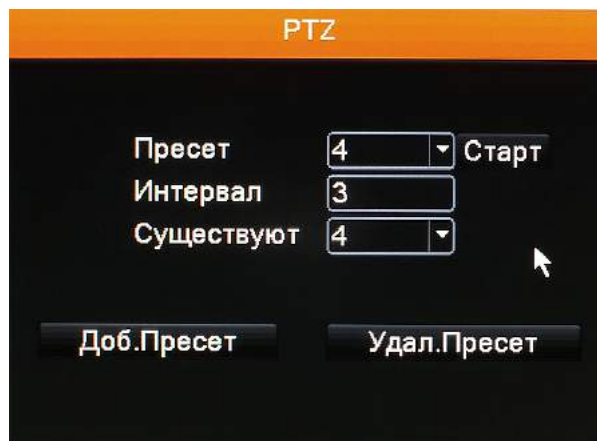 PTZ
Пресет 4 Старт
Интервал 3
Существуют 4
Доб.Пресет Удал.Пресет